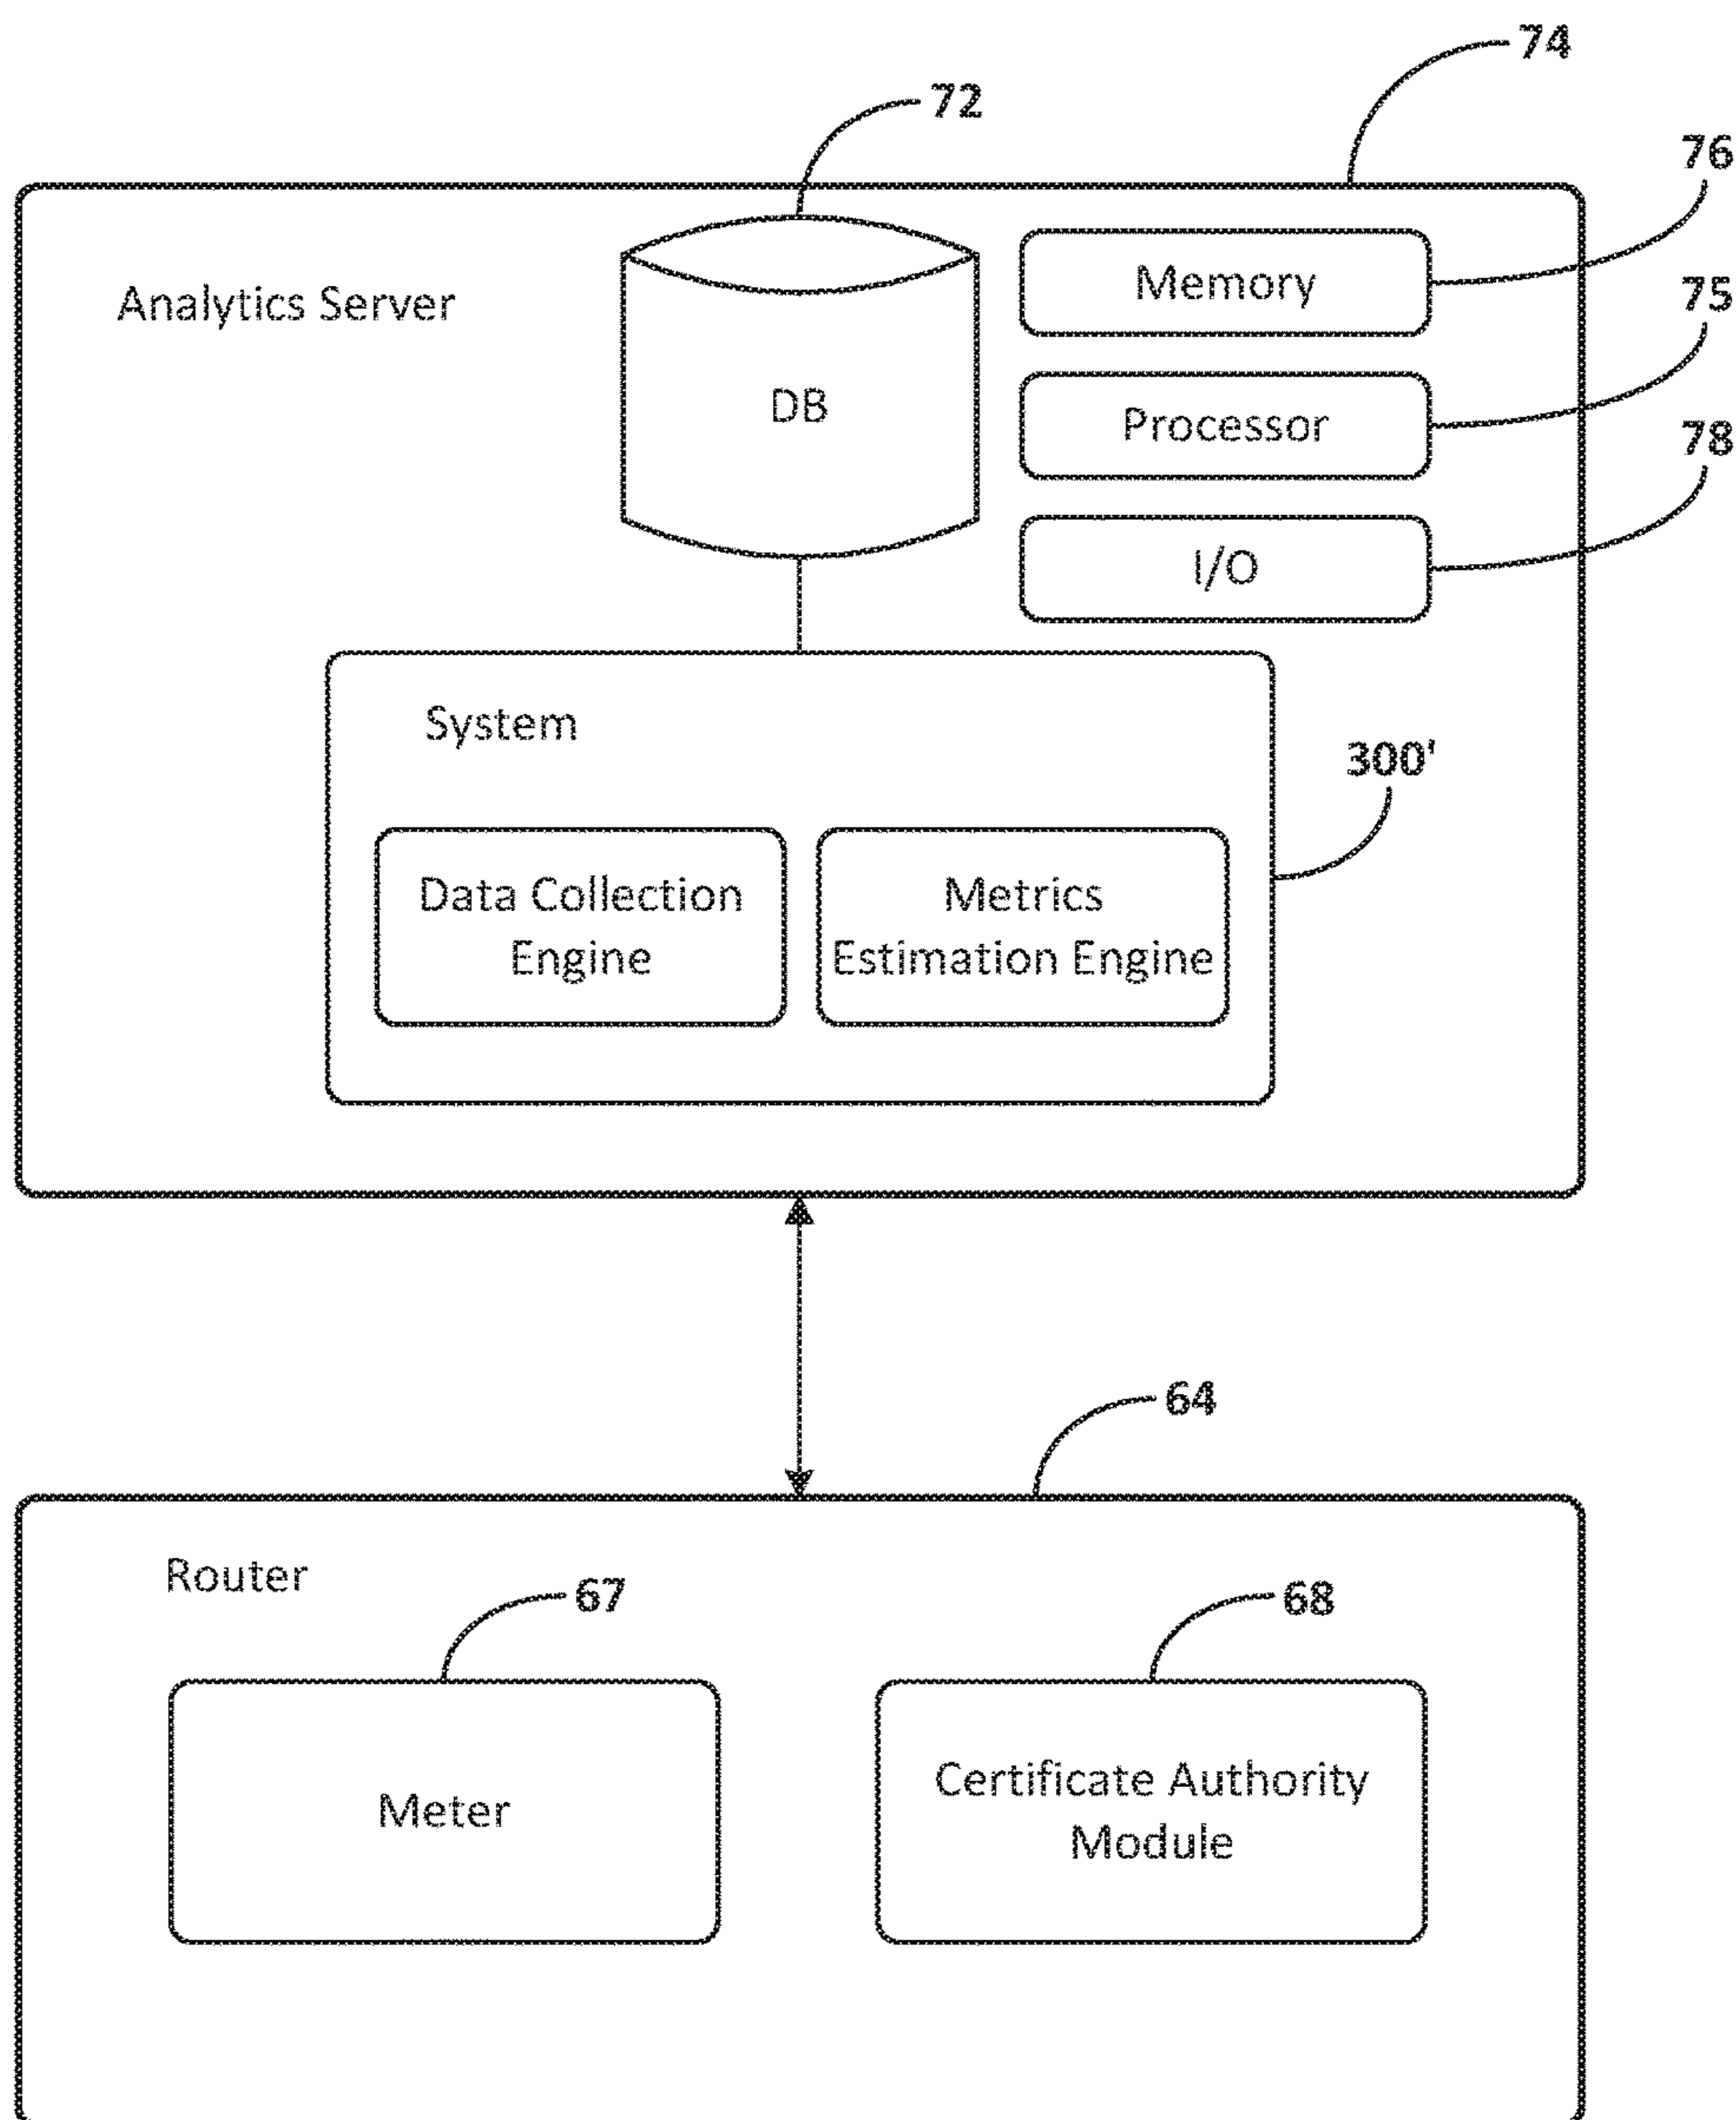 74
72
76
Analytics Server
Memory
75
DB
Processor
78
I/O
System
300'
Data Collection
Engine
Metrics
Estimation Engine
64
Router
67
68
Meter
Certificate Authority
Module